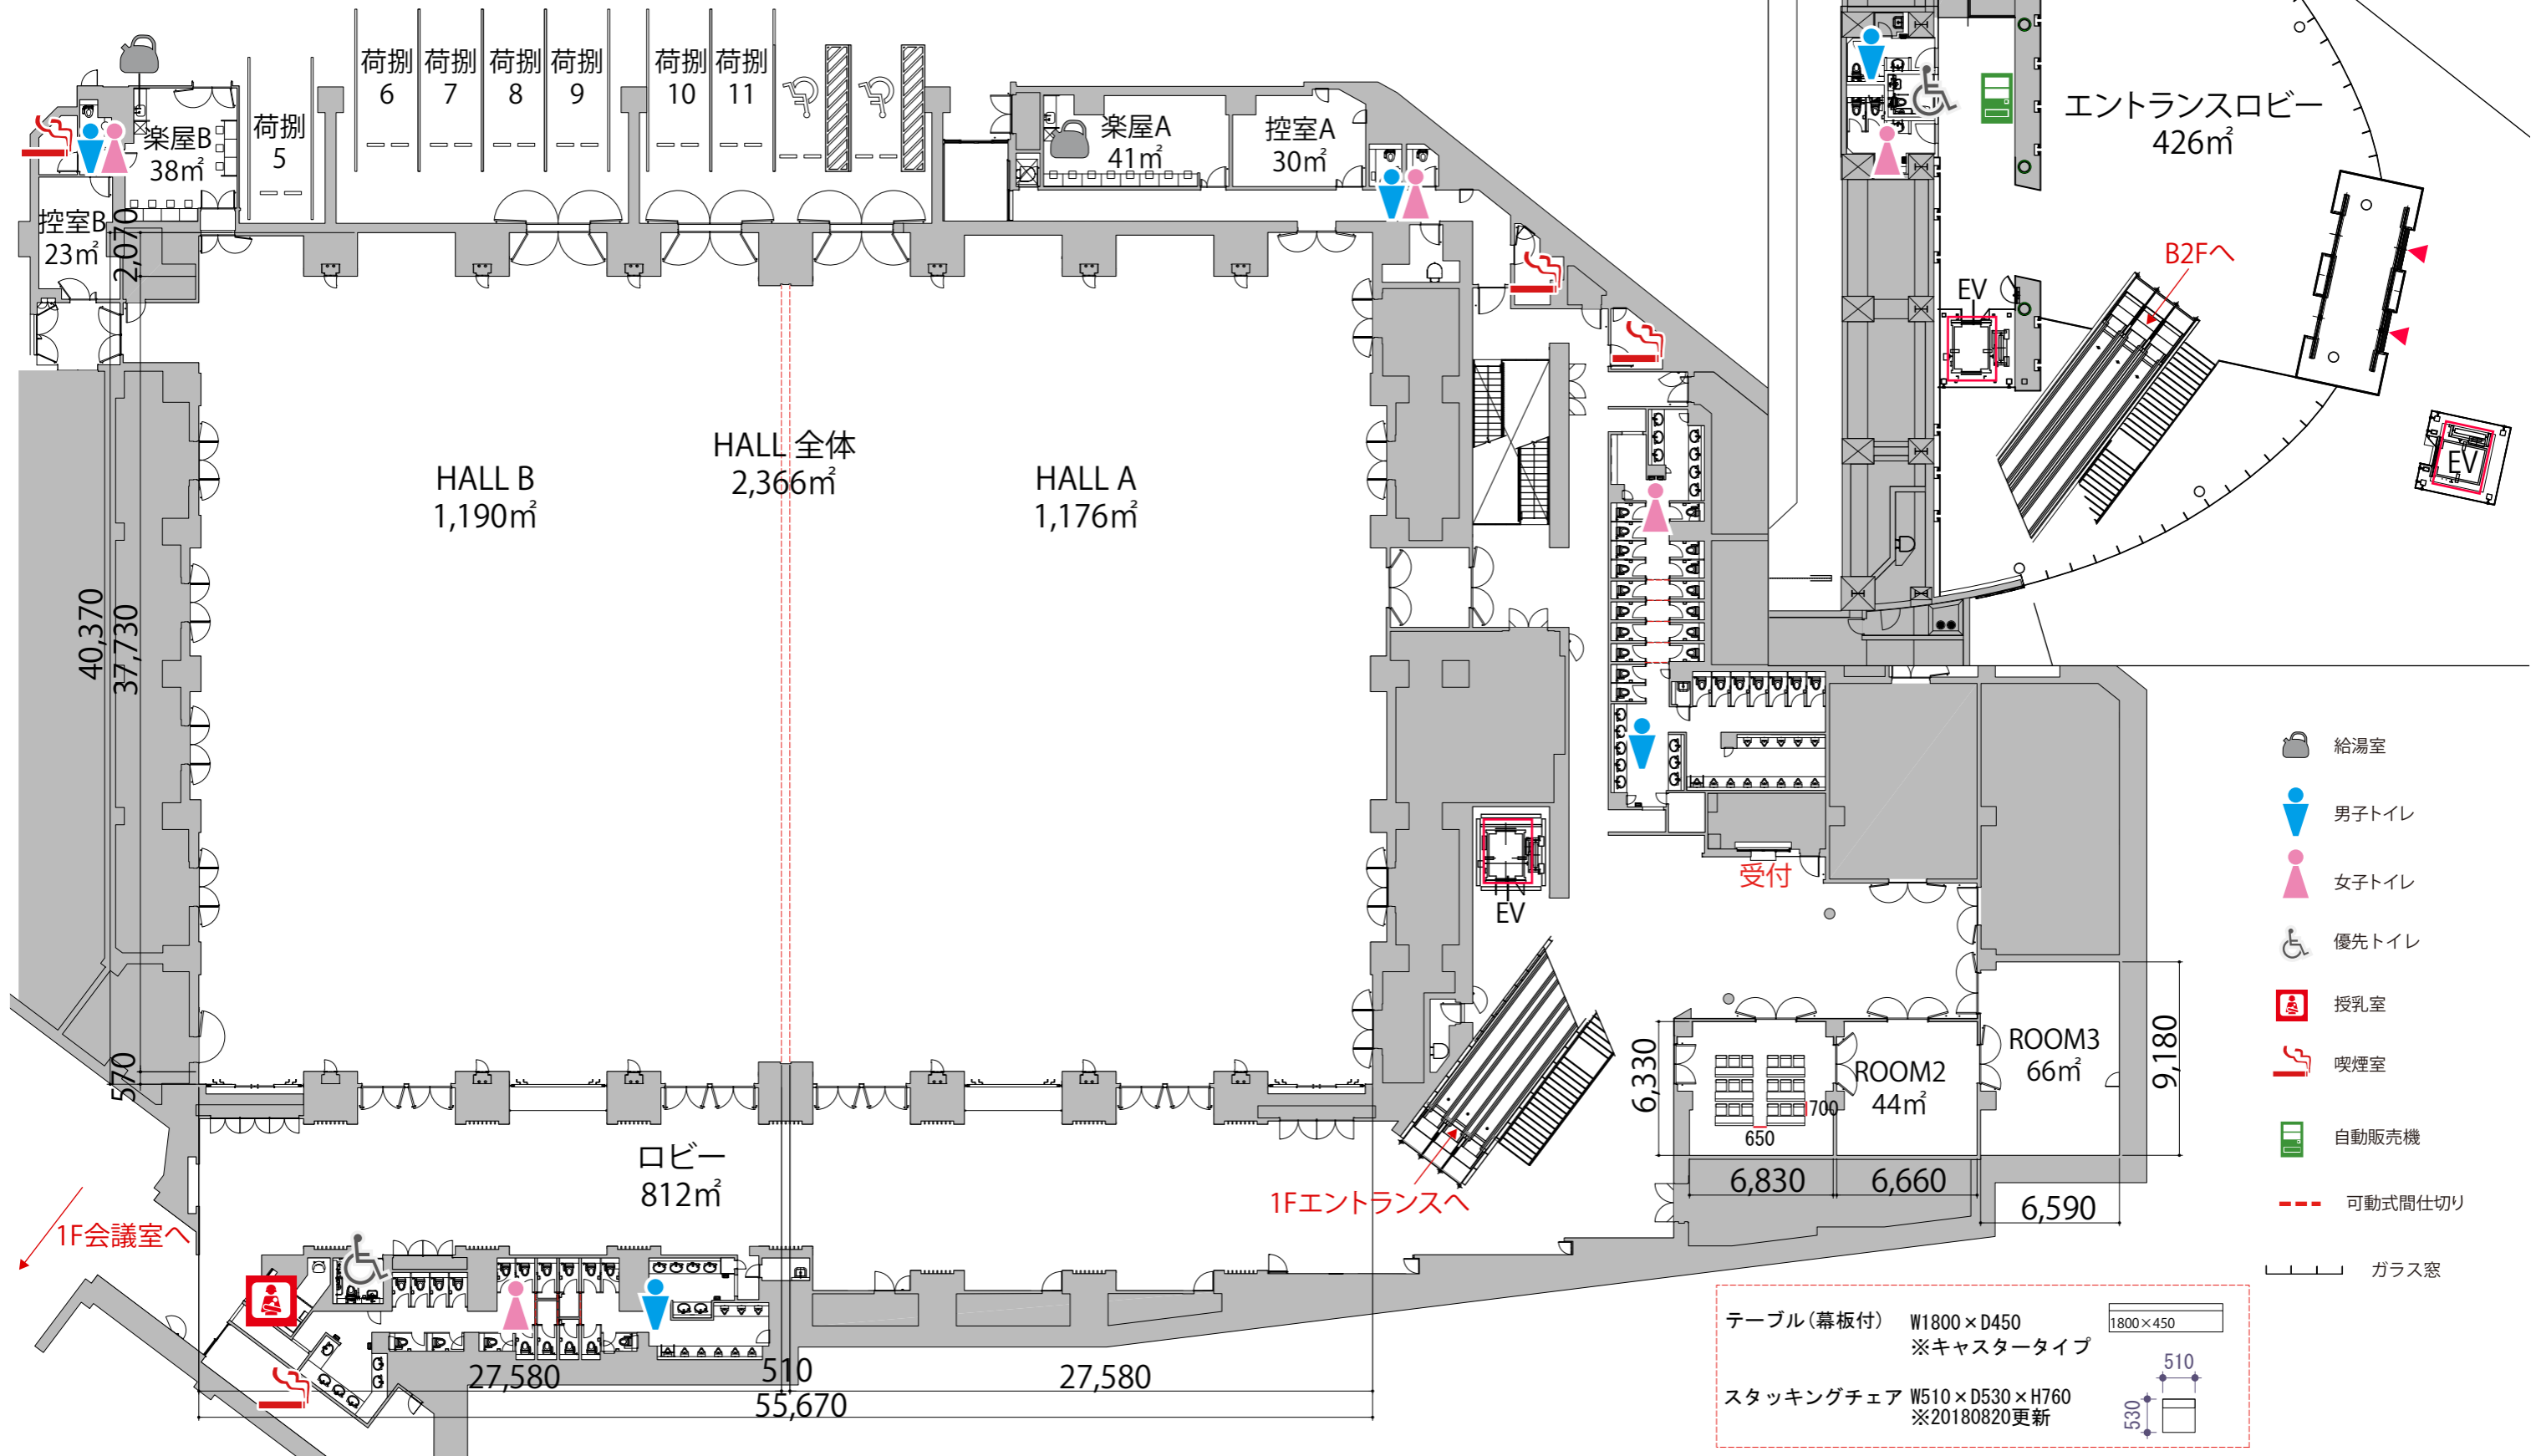 荷捌
6
荷捌
7
荷捌
8
荷捌
9
荷捌
10
荷捌
11
荷捌
5
楽屋B
38㎡
控室B
23㎡
楽屋A
41㎡
控室A
30㎡
エントランスロビー
426㎡
B2Fへ
EV
EV
2,070
HALL 全体
2,366㎡
HALL B
1,190㎡
HALL A
1,176㎡
40,370
37,730
570
受付
EV
6,330
ROOM2
44㎡
ROOM3
66㎡
9,180
700
650
6,830
6,660
6,590
ロビー
812㎡
1Fエントランスへ
1F会議室へ
27,580
510
27,580
55,670
給湯室
男子トイレ
女子トイレ
優先トイレ
授乳室
喫煙室
自動販売機
可動式間仕切り
ガラス窓
テーブル(幕板付) W1800×D450
※キャスタータイプ
1800×450
スタッキングチェア W510×D530×H760
※20180820更新
510
530